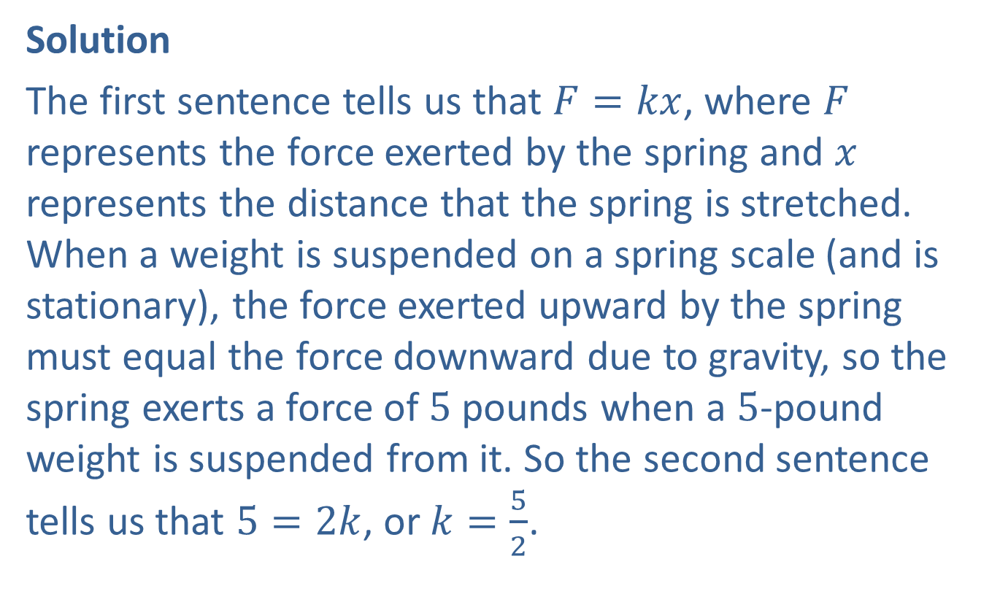 Solution
The first sentence tells us that F = kx, where F
represents the force exerted by the spring and x
represents the distance that the spring is stretched.
When a weight is suspended on a spring scale (and is
stationary), the force exerted upward by the spring
must equal the force downward due to gravity, so the
spring exerts a force of 5 pounds when a 5-pound
weight is suspended from it. So the second sentence
tells us that 5 = 2k, or k = 5/2.